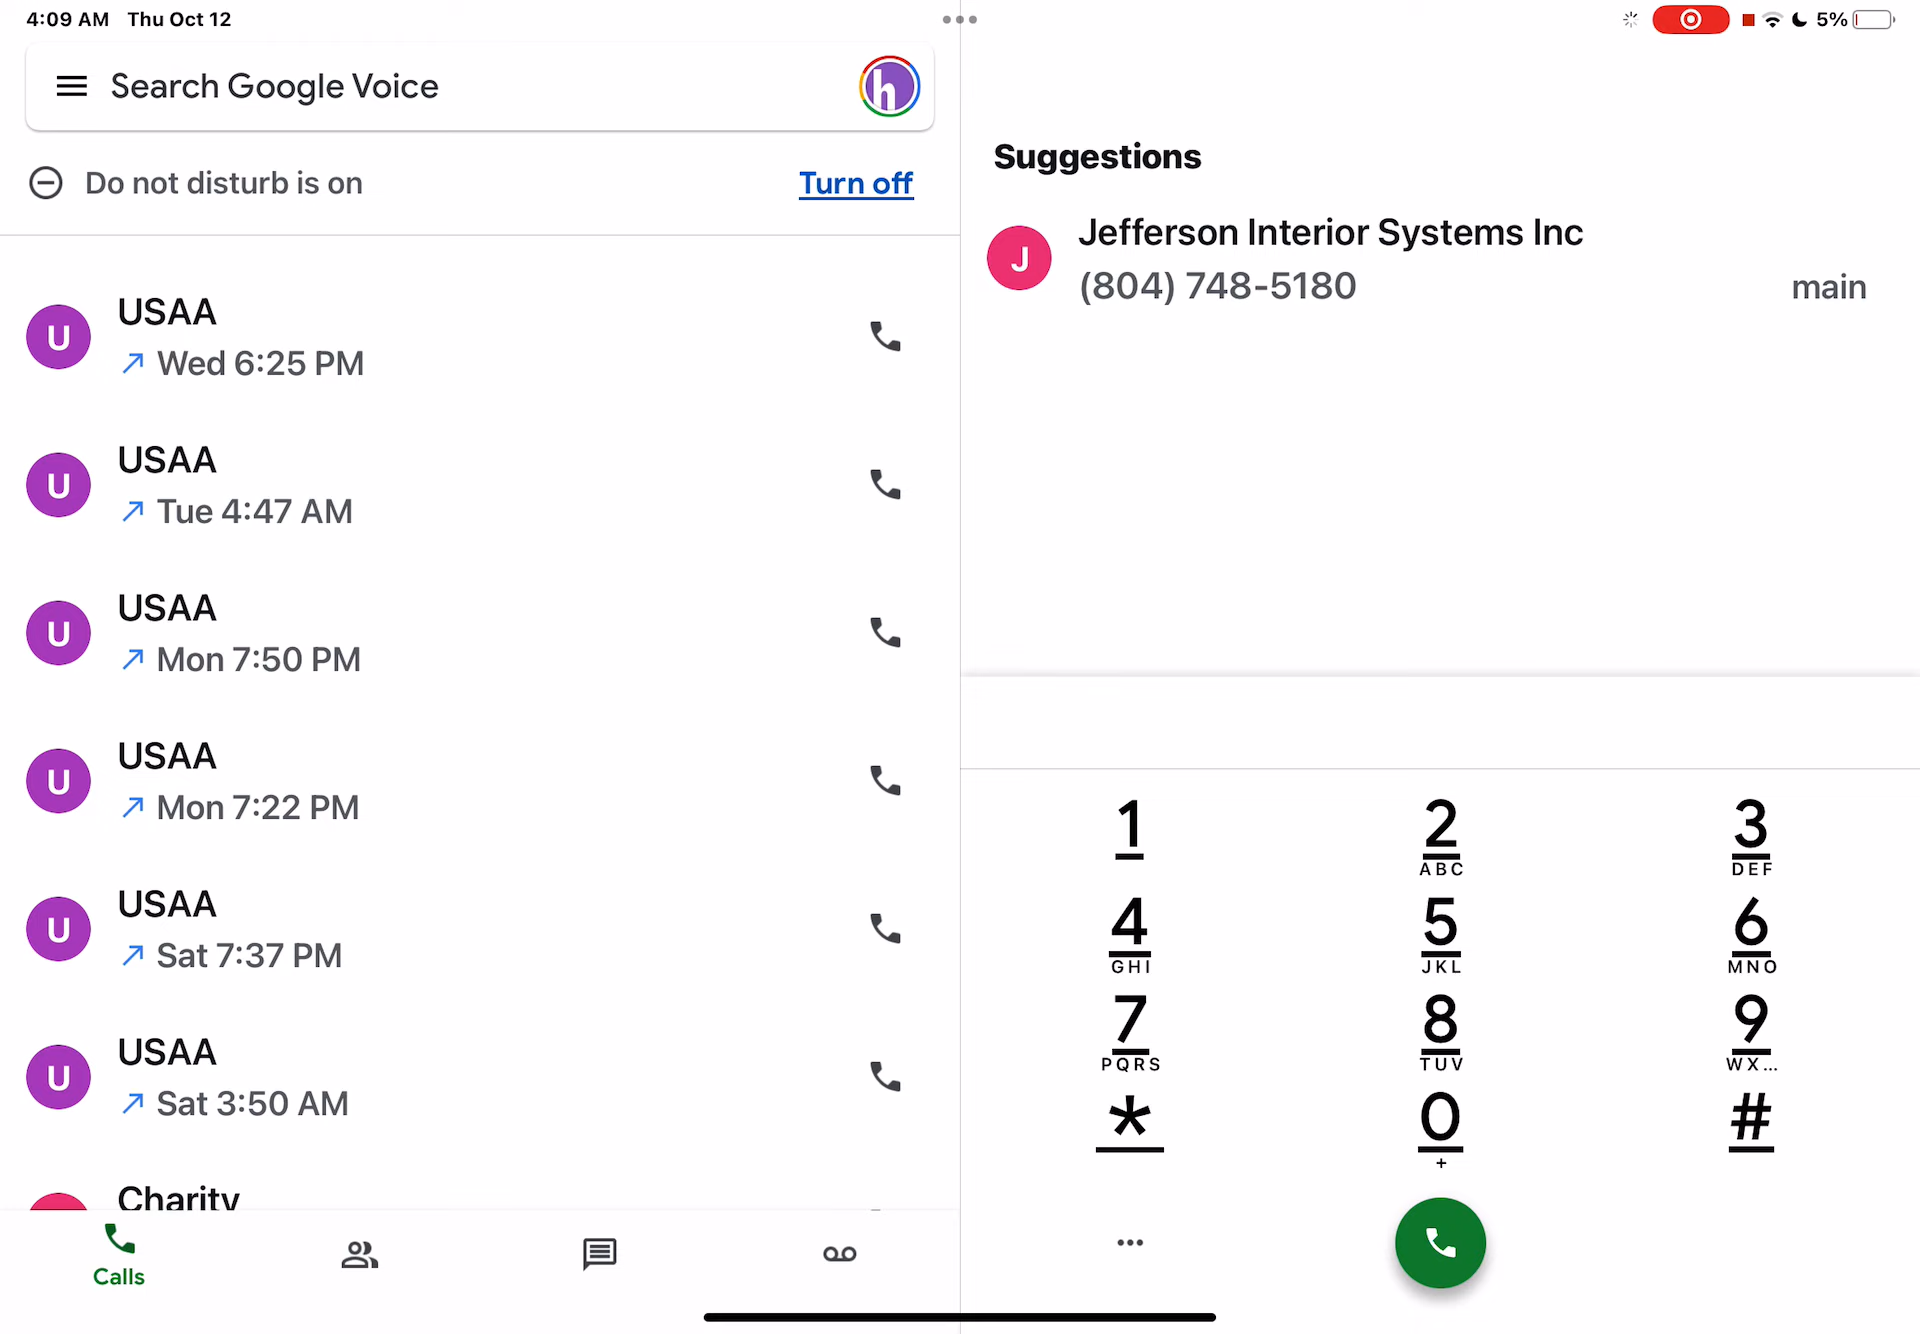 4:09 AM Thu Oct 12
5%
Search Google Voice
h
Do not disturb is on
Turn off
U
USAA
Wed 6:25 PM
U
USAA
Tue 4:47 AM
U
USAA
Mon 7:50 PM
U
USAA
Mon 7:22 PM
U
USAA
Sat 7:37 PM
U
USAA
Sat 3:50 AM
Charity
Calls
Suggestions
J
Jefferson Interior Systems Inc
(804) 748-5180
main
1 2 3
ABC DEF
4 5 6
GHI JKL MNO
7 8 9
PQRS TUV WX...
* 0 #
+